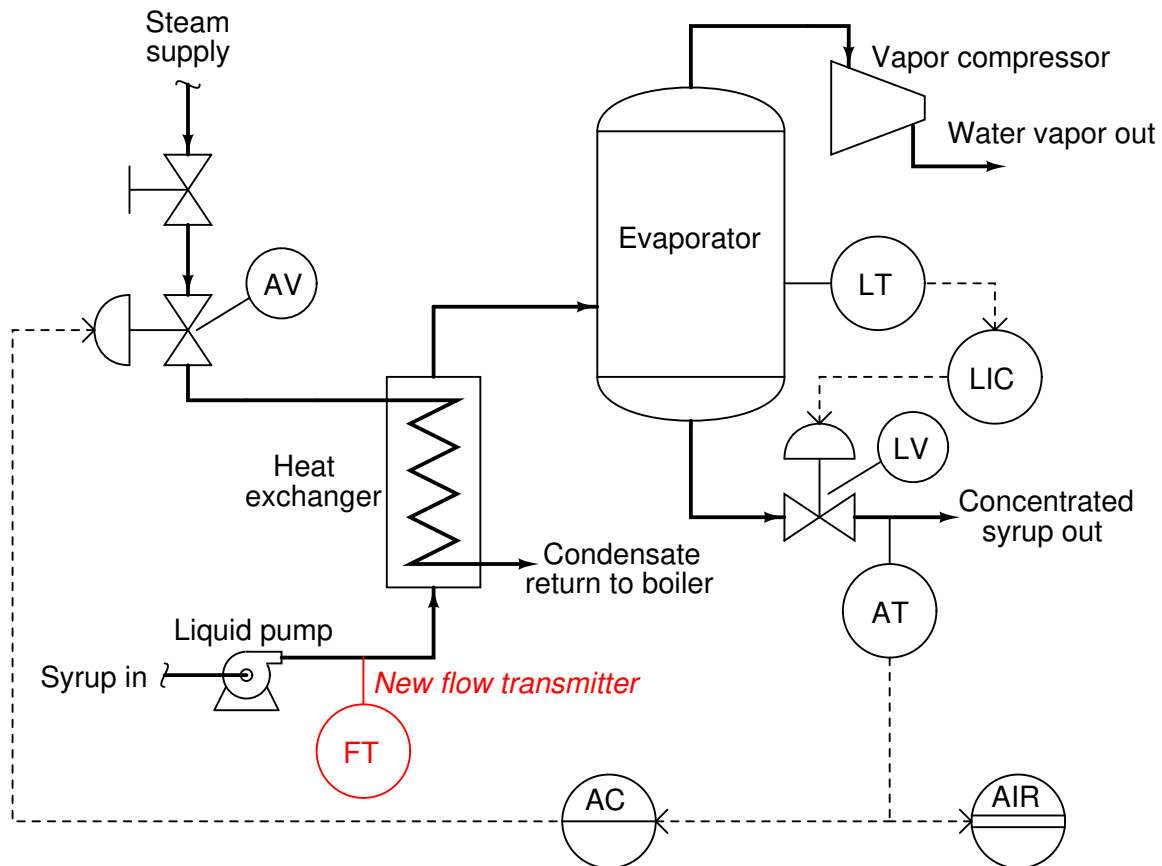 Steam
supply
Vapor compressor
Water vapor out
Evaporator
AV
LT
LIC
LV
Heat
exchanger
Concentrated
syrup out
Condensate
return to boiler
AT
Liquid pump
Syrup in
New flow transmitter
FT
AC
AIR